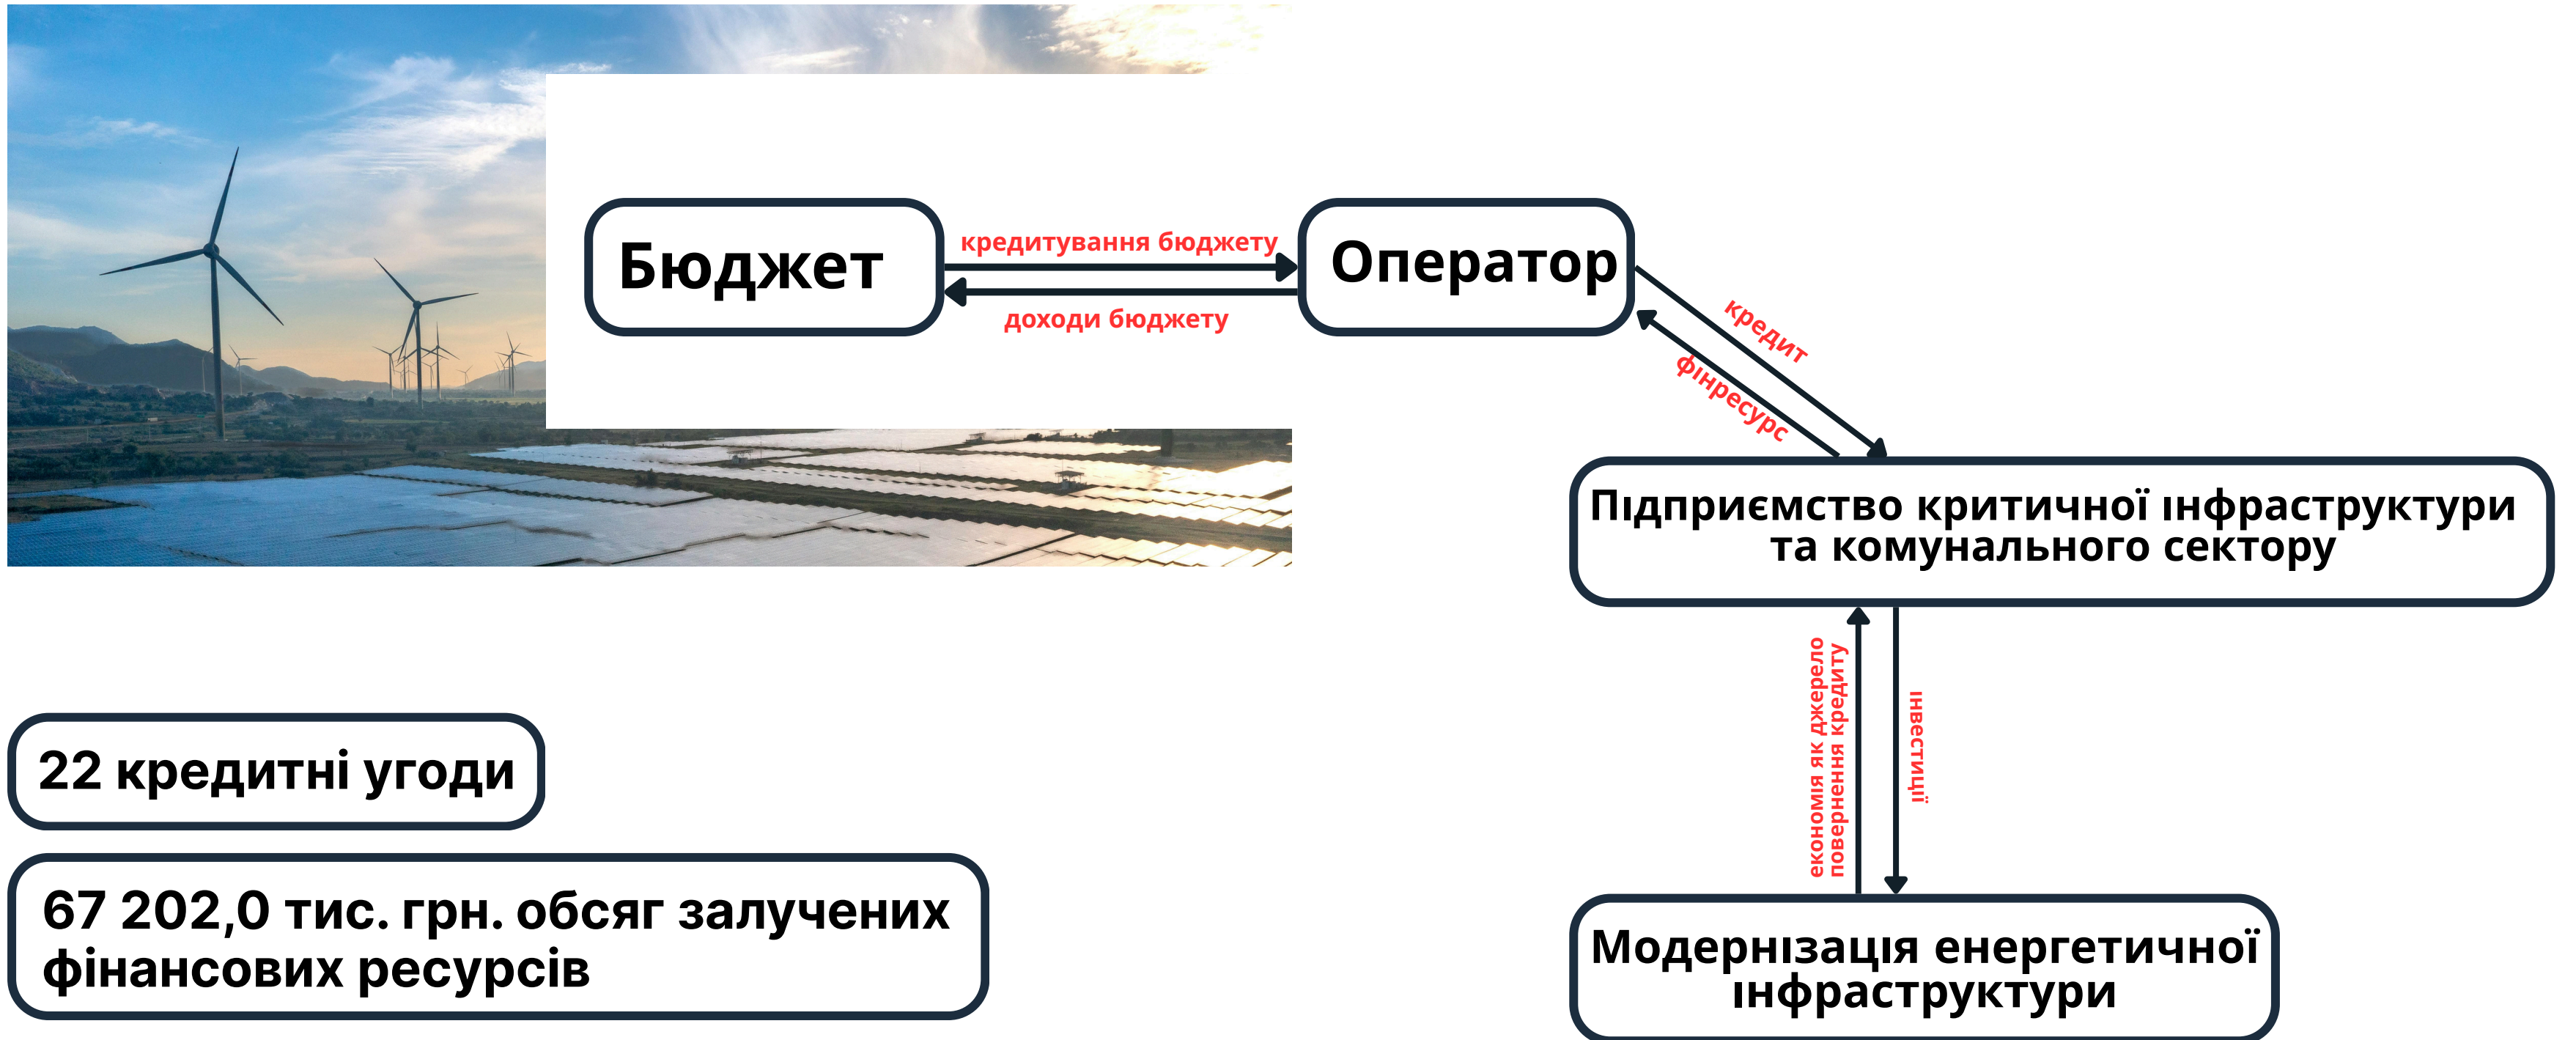 Бюджет
кредитування бюджету
доходи бюджету
Оператор
кредит
фінресурс
Підприємство критичної інфраструктури
та комунального сектору
економія як джерело
повернення кредиту
інвестиції
Модернізація енергетичної
інфраструктури
22 кредитні угоди
67 202,0 тис. грн. обсяг залучених
фінансових ресурсів